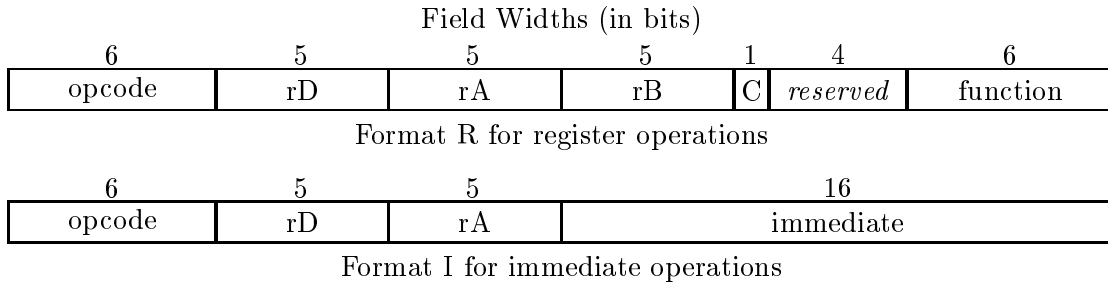 Field Widths (in bits)
6 5 5 5 1 4 6
opcode rD rA rB C reserved function
Format R for register operations
6 5 5 16
opcode rD rA immediate
Format I for immediate operations